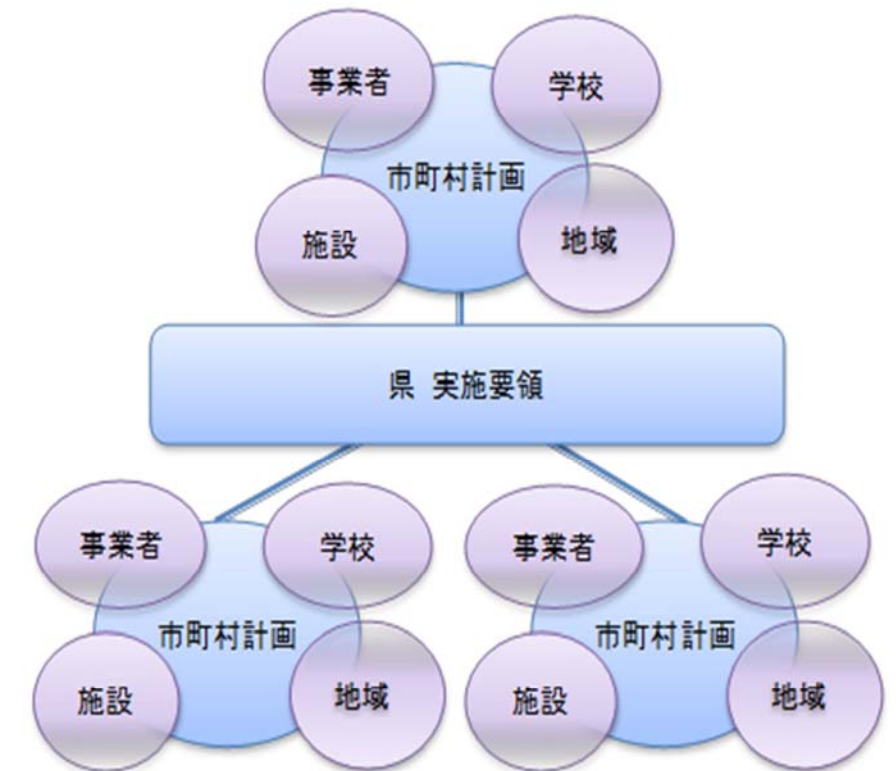 事業者
学校
市町村計画
施設
地域
県 実施要領
事業者
学校
市町村計画
施設
地域
事業者
学校
市町村計画
施設
地域